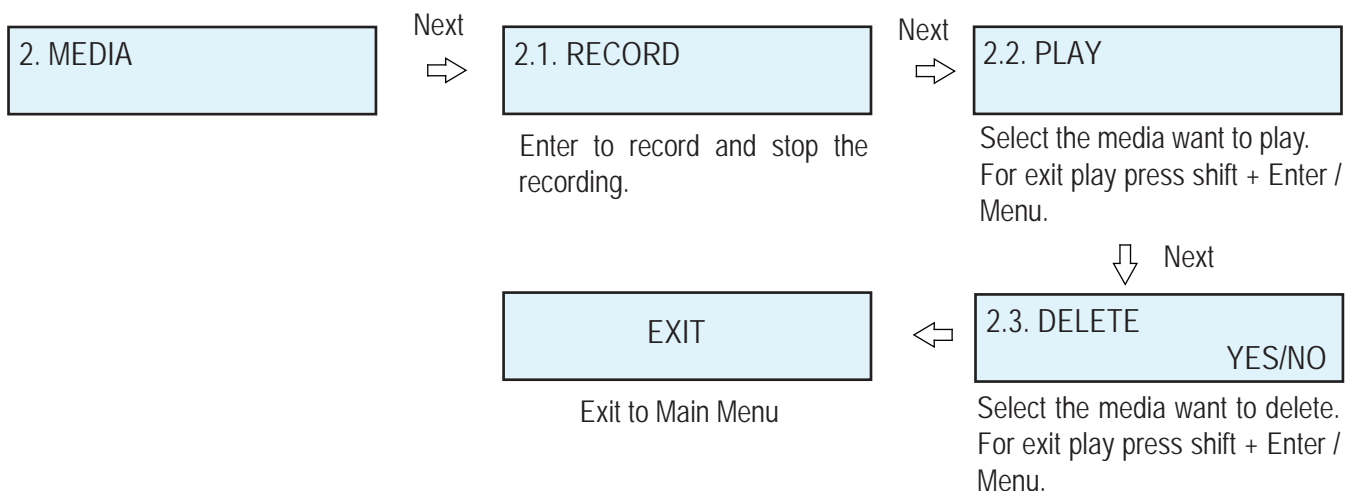 2. MEDIA
Next
2.1. RECORD
Enter to record and stop the
recording.
Next
2.2. PLAY
Select the media want to play.
For exit play press shift + Enter /
Menu.
Next
2.3. DELETE
YES/NO
Select the media want to delete.
For exit play press shift + Enter /
Menu.
EXIT
Exit to Main Menu